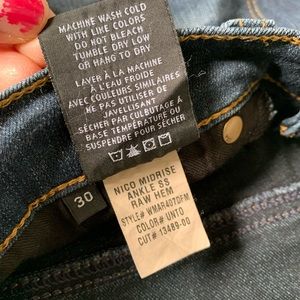 MACHINE WASH COLD
WITH LIKE COLORS
DO NOT BLEACH
TUMBLE DRY LOW
OR HANG TO DRY
LAVER À LA MACHINE
À L'EAU FROIDE
AVEC COULEURS SIMILAIRES
NE PAS UTILISER DE
JAVELLISANT
SÉCHER PAR CULBUTAGE À
BASE TEMPÉRATURE OU
SUSPENDRE POUR SÉCHER
30
NICO MIDRISE
ANKLE SS
RAW HEM
STYLE# WMAR407DFM
COLOR# UNTO
CUT# 13489-00